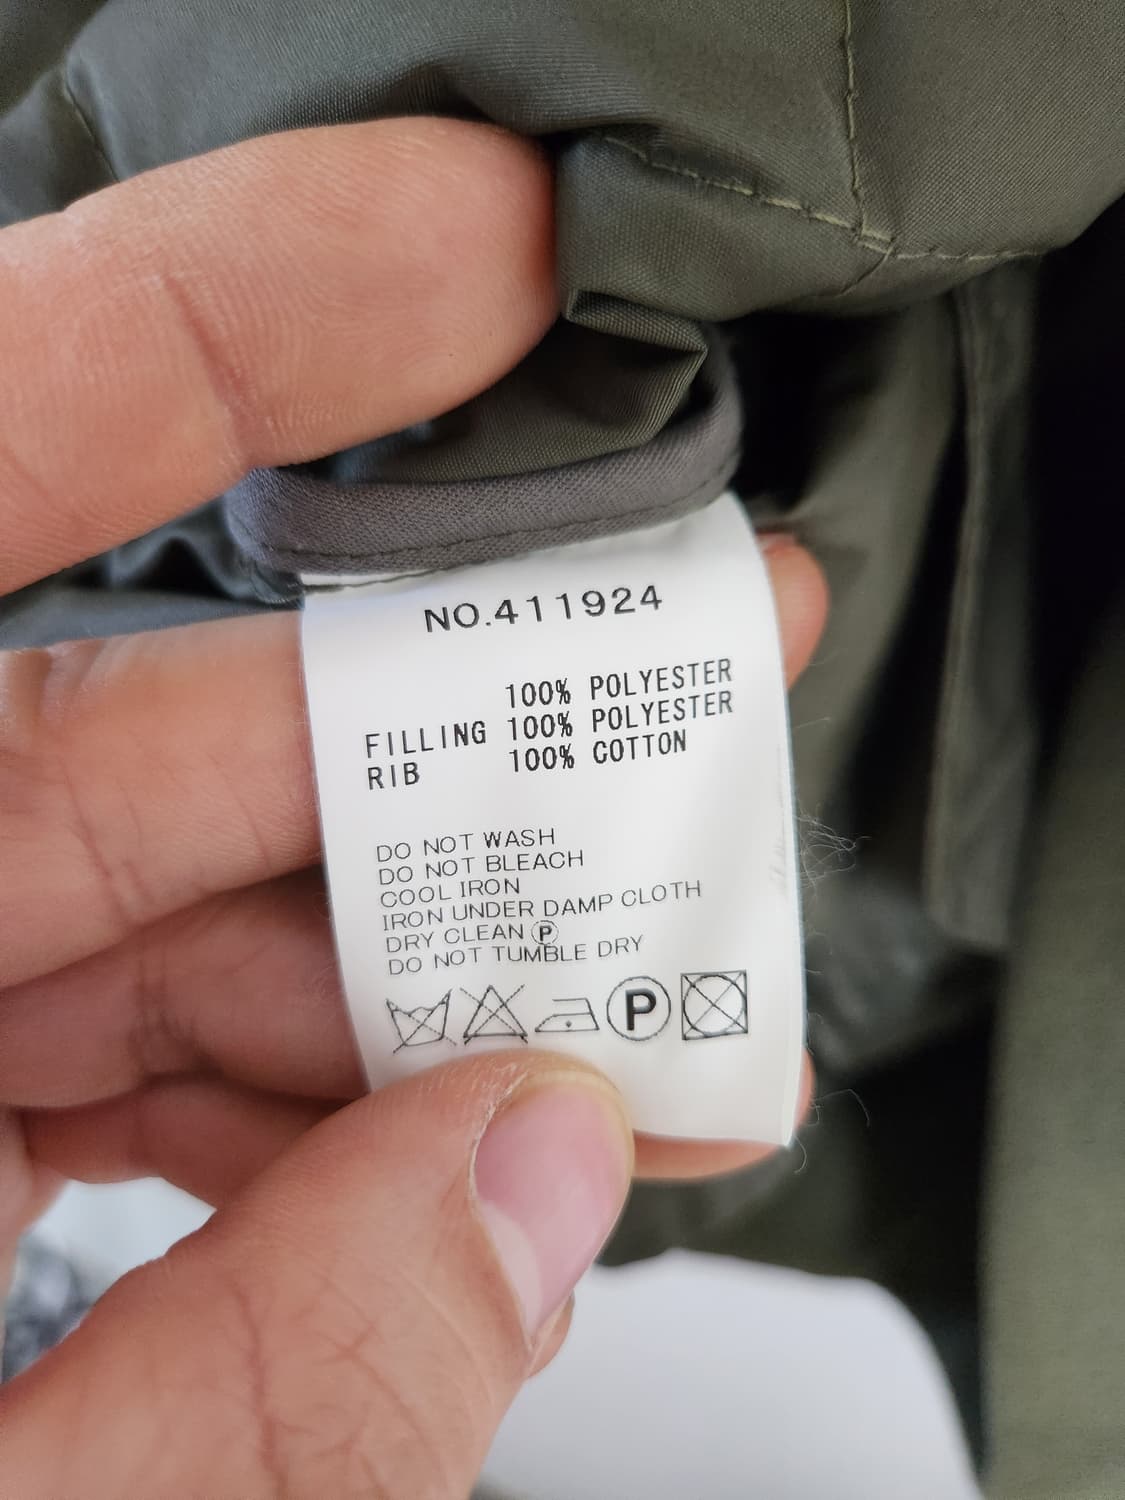 NO.411924
100% POLYESTER
FILLING 100% POLYESTER
RIB 100% COTTON
DO NOT WASH
DO NOT BLEACH
COOL IRON
IRON UNDER DAMP CLOTH
DRY CLEAN Ⓟ
DO NOT TUMBLE DRY
P